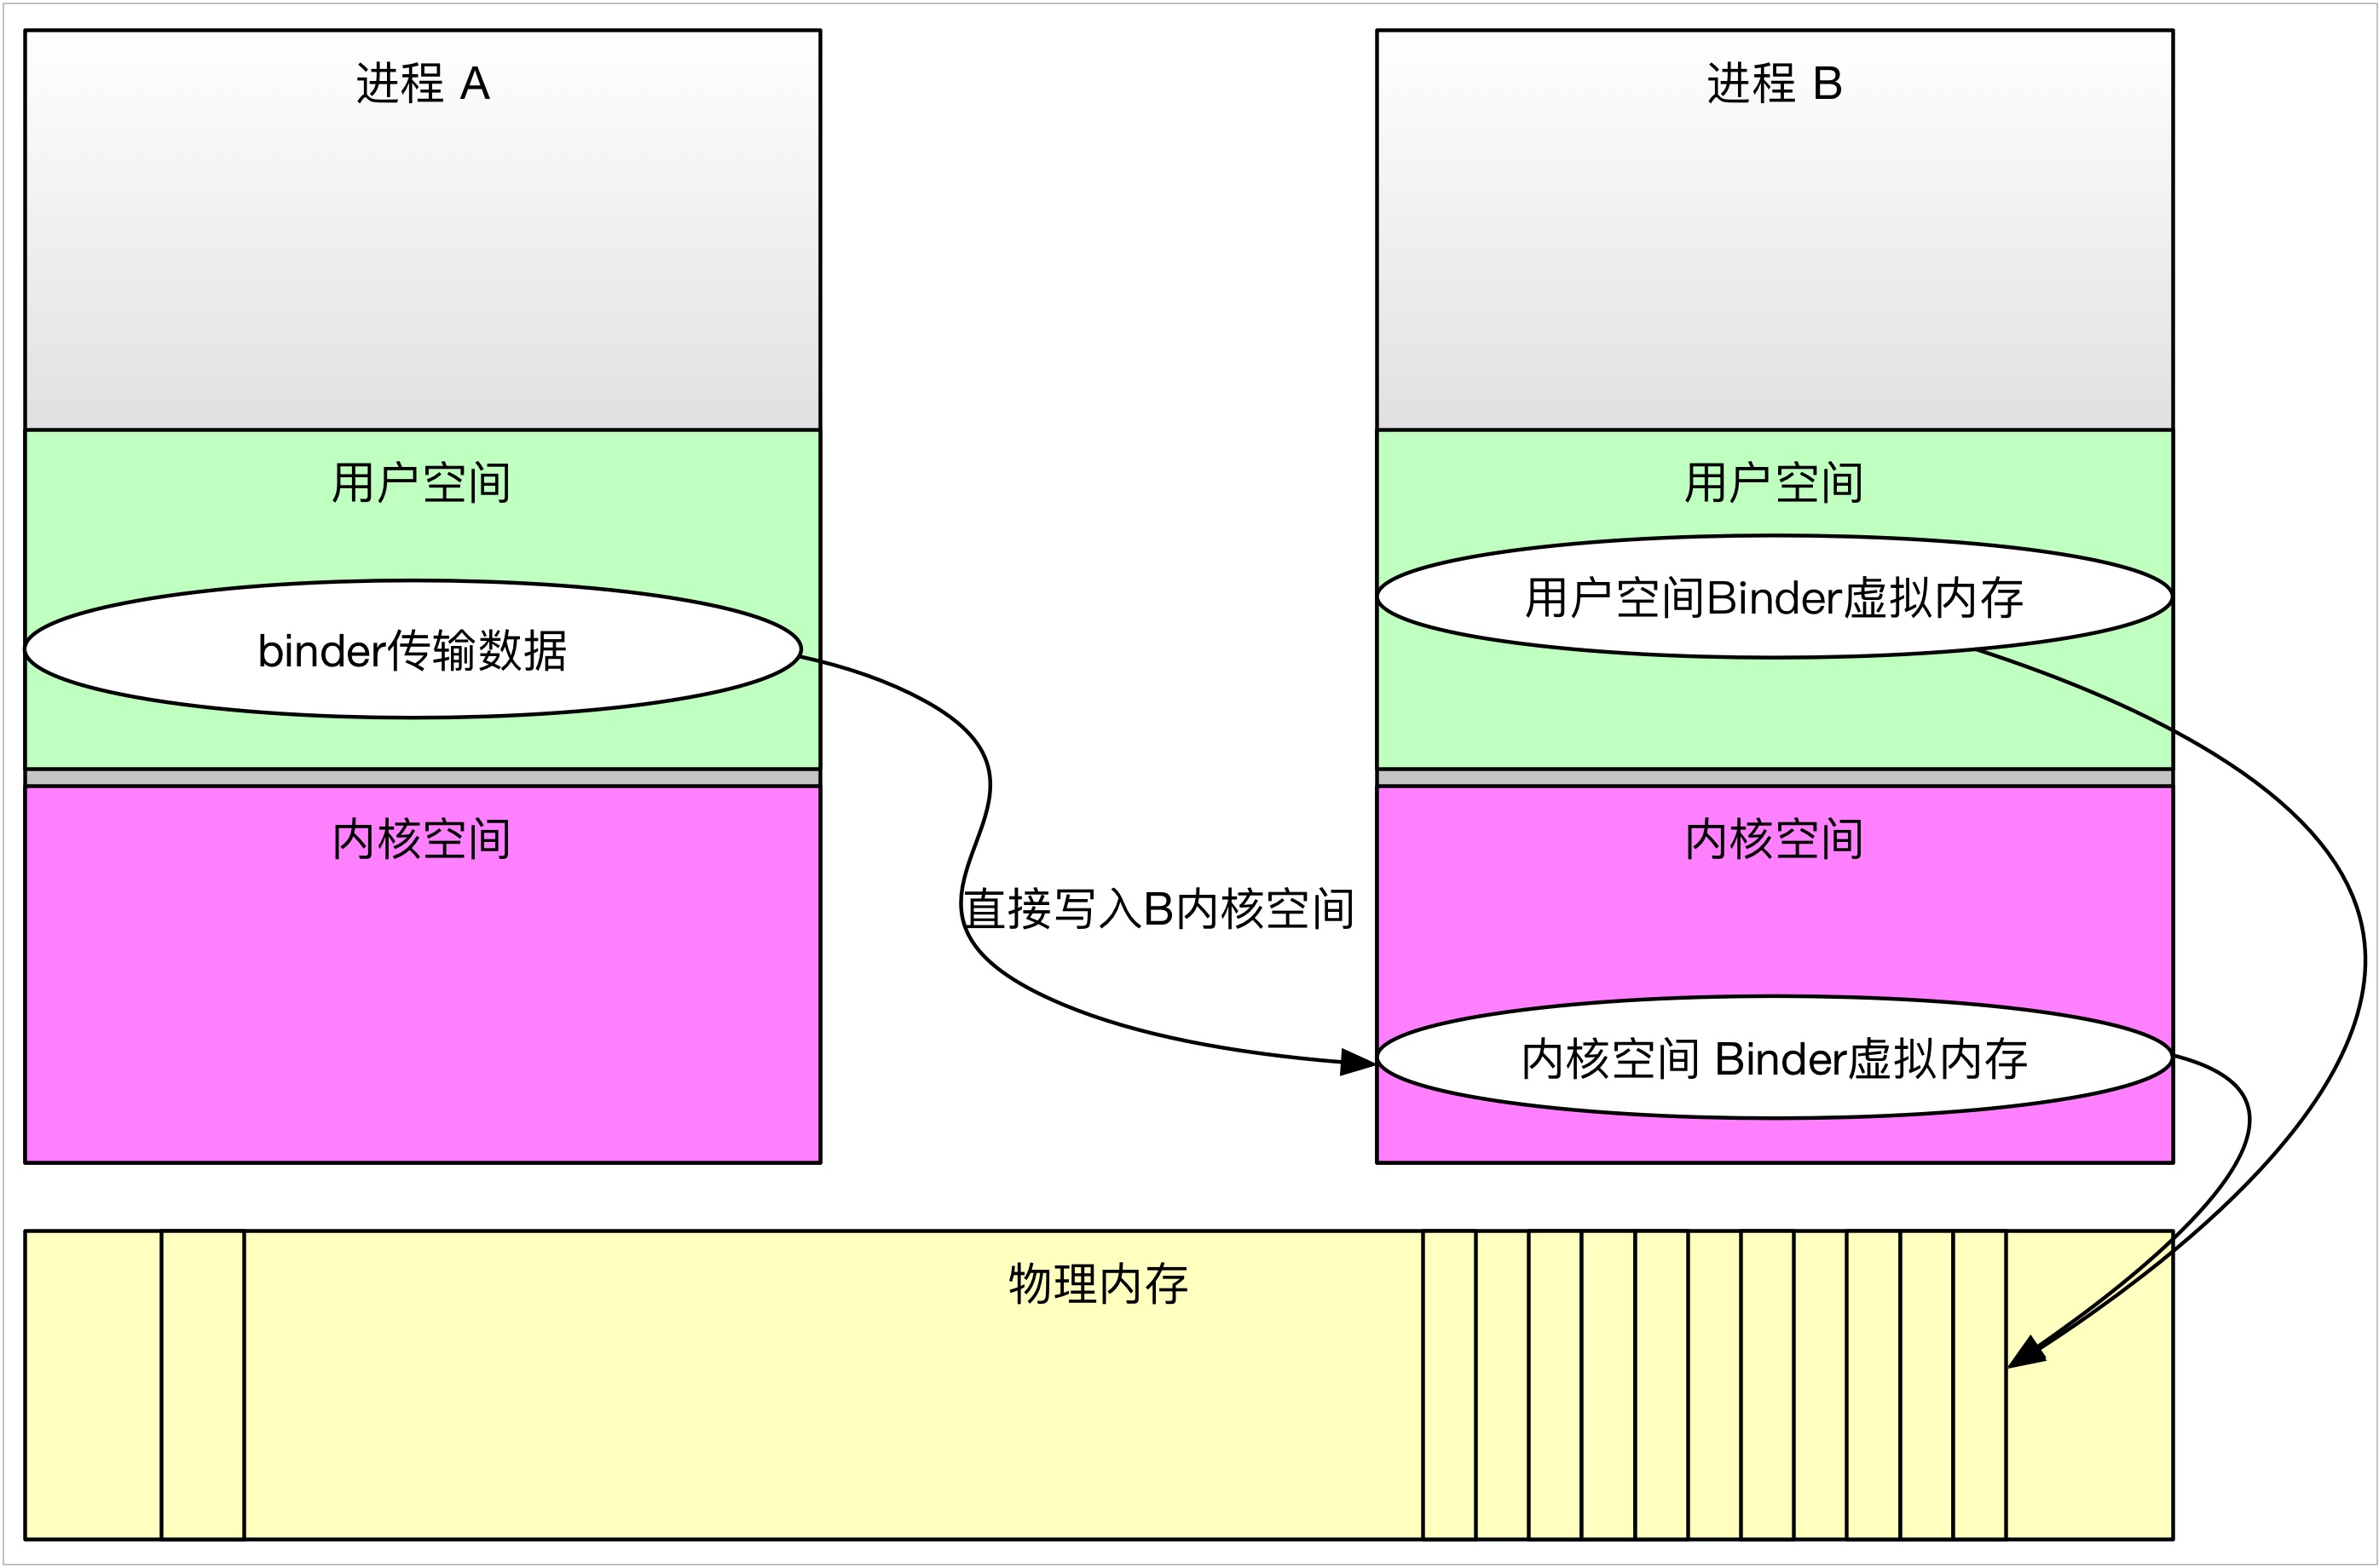 进程 A
用户空间
binder传输数据
内核空间
直接写入B内核空间
进程 B
用户空间
用户空间Binder虚拟内存
内核空间
内核空间 Binder虚拟内存
物理内存